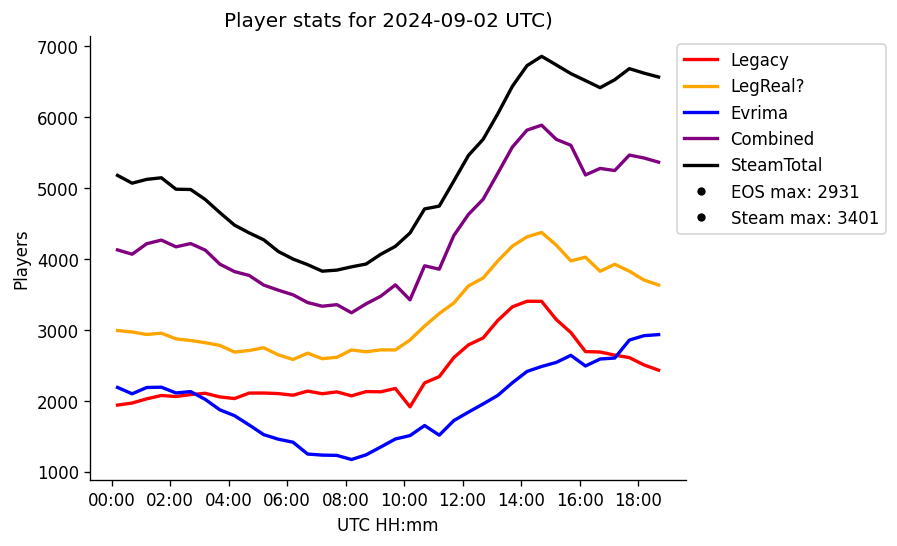 Player stats for 2024-09-02 UTC)
7000
6000
5000
4000
3000
2000
1000
Players
00:00 02:00 04:00 06:00 08:00 10:00 12:00 14:00 16:00 18:00
UTC HH:mm
Legacy
LegReal?
Evrima
Combined
SteamTotal
EOS max: 2931
Steam max: 3401